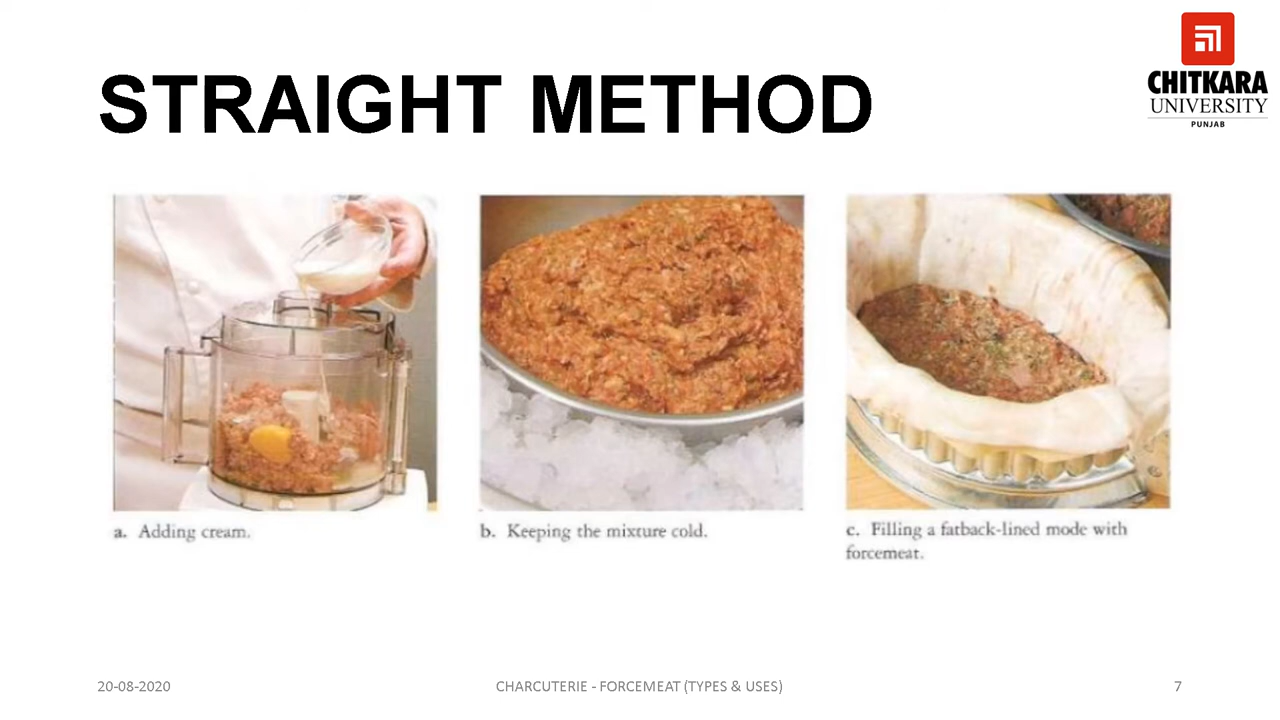 STRAIGHT METHOD
CHITKARA
UNIVERSITY
PUNJAB
a. Adding cream.
b. Keeping the mixture cold.
c. Filling a fatback-lined mode with
forcemeat.
20-08-2020
CHARCUTERIE - FORCEMEAT (TYPES & USES)
7